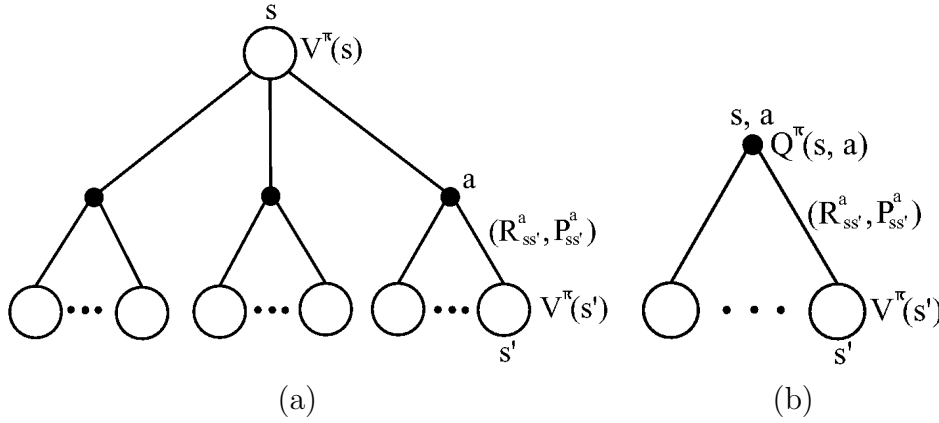 s
V^π(s)
a
(R^a_ss', P^a_ss')
V^π(s')
s'
(a)
s, a
Q^π(s, a)
(R^a_ss', P^a_ss')
V^π(s')
s'
(b)